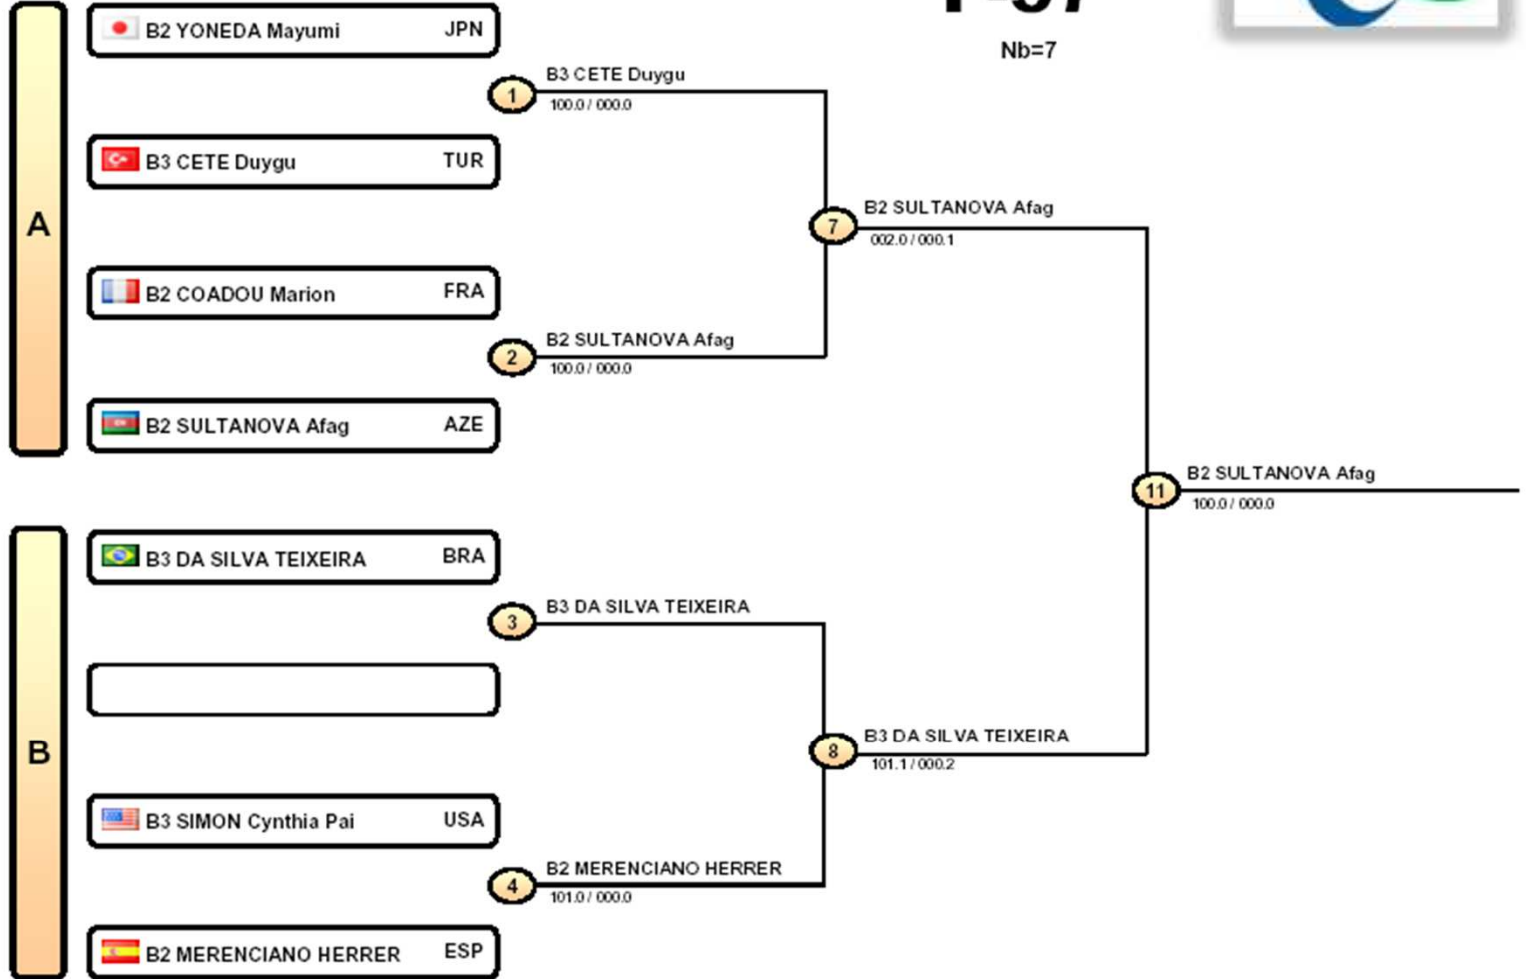 Nb=7
A
B2 YONEDA Mayumi JPN
1
B3 CETE Duygu
100.0 / 000.0
B3 CETE Duygu TUR
7
B2 SULTANOVA Afag
002.0 / 000.1
B2 COADOU Marion FRA
2
B2 SULTANOVA Afag
100.0 / 000.0
B2 SULTANOVA Afag AZE
11
B2 SULTANOVA Afag
100.0 / 000.0
B
B3 DA SILVA TEIXEIRA BRA
3
B3 DA SILVA TEIXEIRA
8
B3 DA SILVA TEIXEIRA
101.1 / 000.2
B3 SIMON Cynthia Pai USA
4
B2 MERENCIANO HERRER
101.0 / 000.0
B2 MERENCIANO HERRER ESP